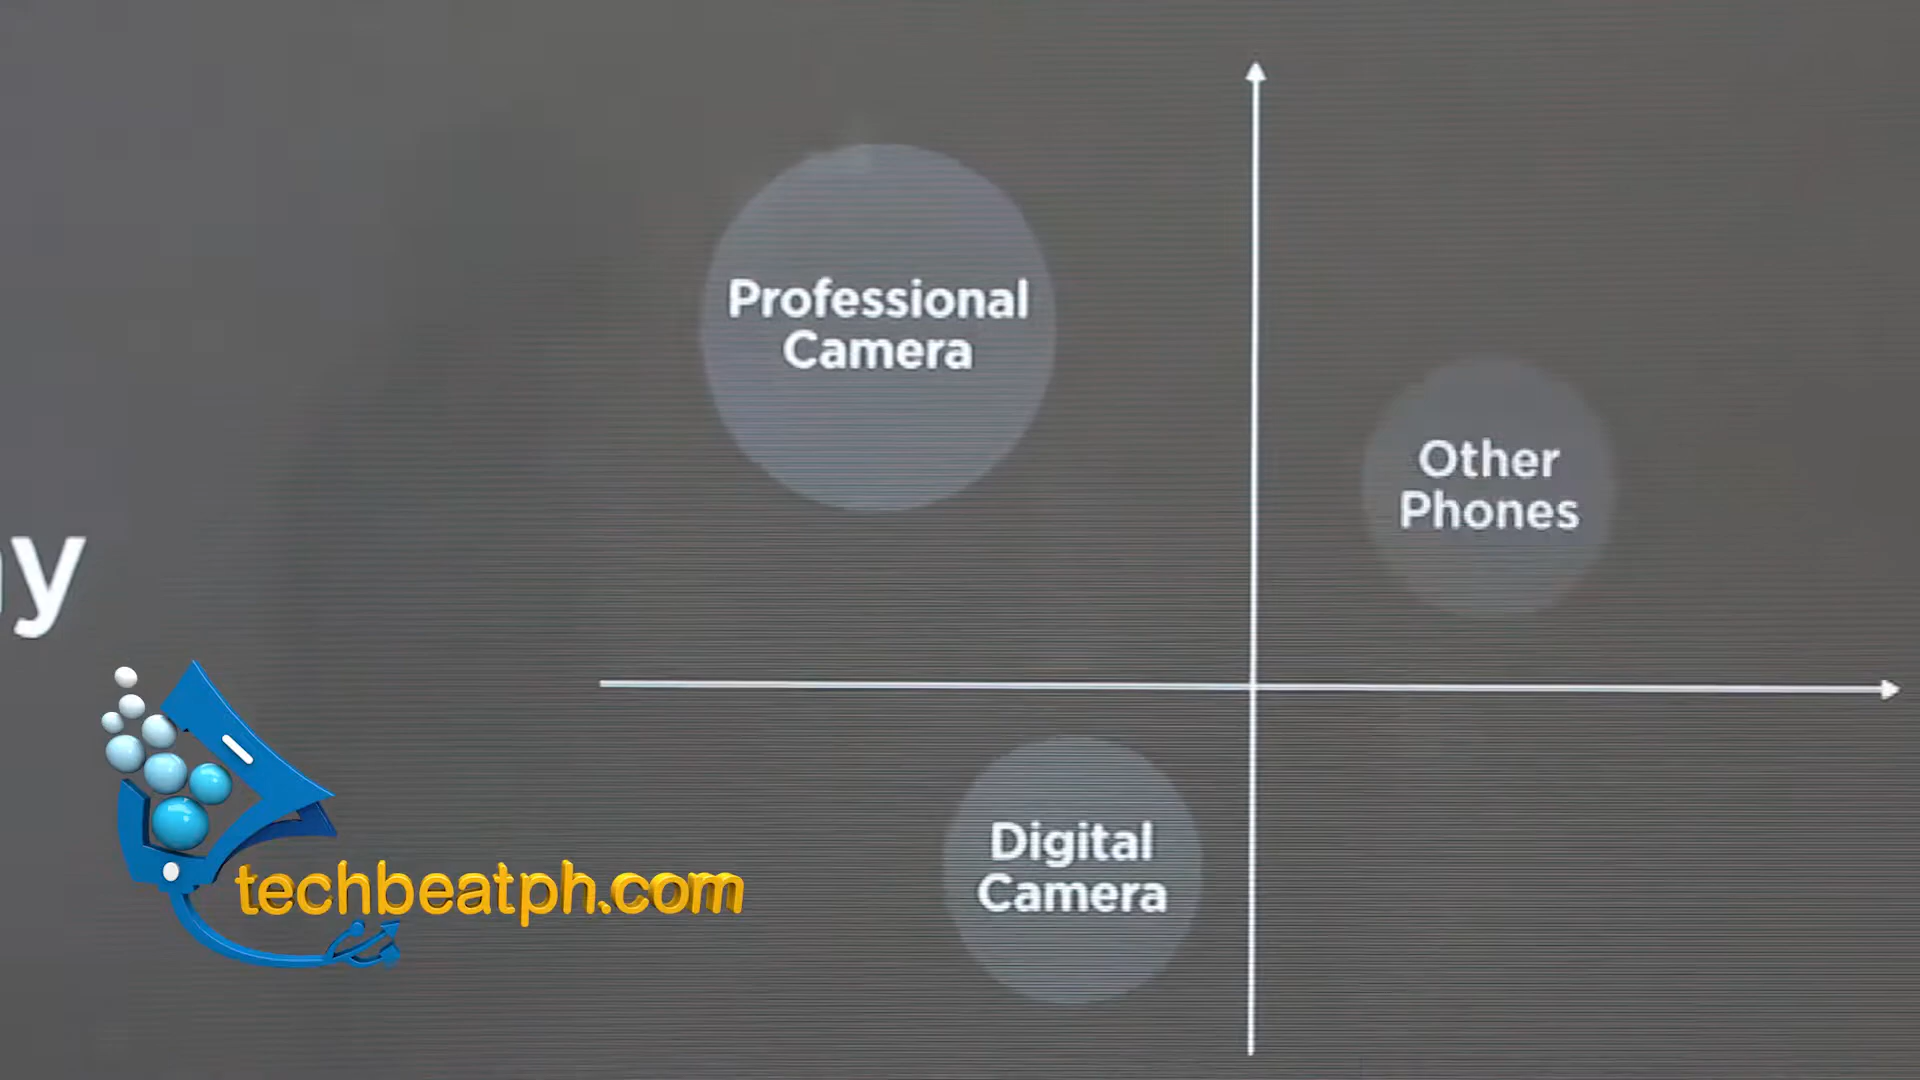 Professional
Camera
Other
Phones
y
Digital
Camera
techbeatph.com